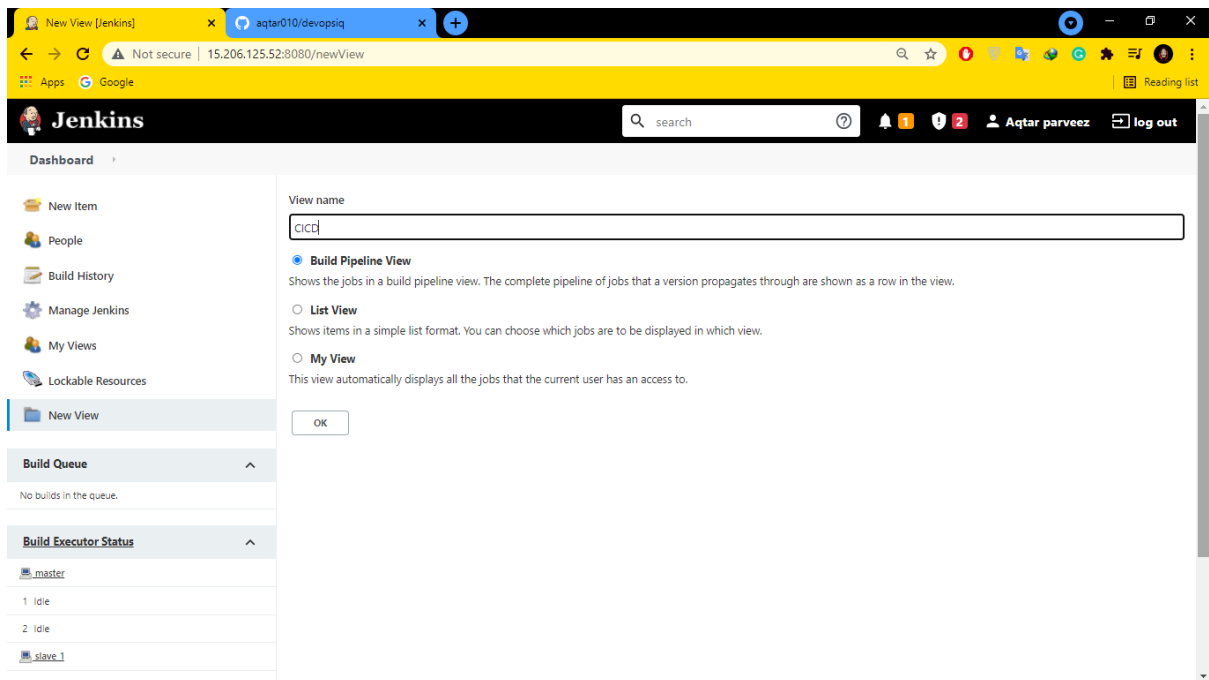 New View [Jenkins]
aqtar010/devopsiq
Not secure | 15.206.125.52:8080/newView
Apps
Google
Reading list
Jenkins
search
1
2
Aqtar parveez
log out
Dashboard
New Item
People
Build History
Manage Jenkins
My Views
Lockable Resources
New View
Build Queue
No builds in the queue.
Build Executor Status
master
1 Idle
2 Idle
slave 1
View name
CICD
Build Pipeline View
Shows the jobs in a build pipeline view. The complete pipeline of jobs that a version propagates through are shown as a row in the view.
List View
Shows items in a simple list format. You can choose which jobs are to be displayed in which view.
My View
This view automatically displays all the jobs that the current user has an access to.
OK